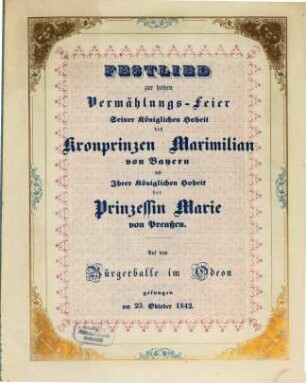 FESTLIED
zur hohen
Vermählungs-Feier
Seiner Königlichen Hoheit
des
Kronprinzen Maximilian
von Bayern
mit
Ihrer Königlichen Hoheit
der
Prinzessin Marie
von Preußen.
Auf dem
Bürgerballe im Odeon
gesungen
am 25. Oktober 1842.